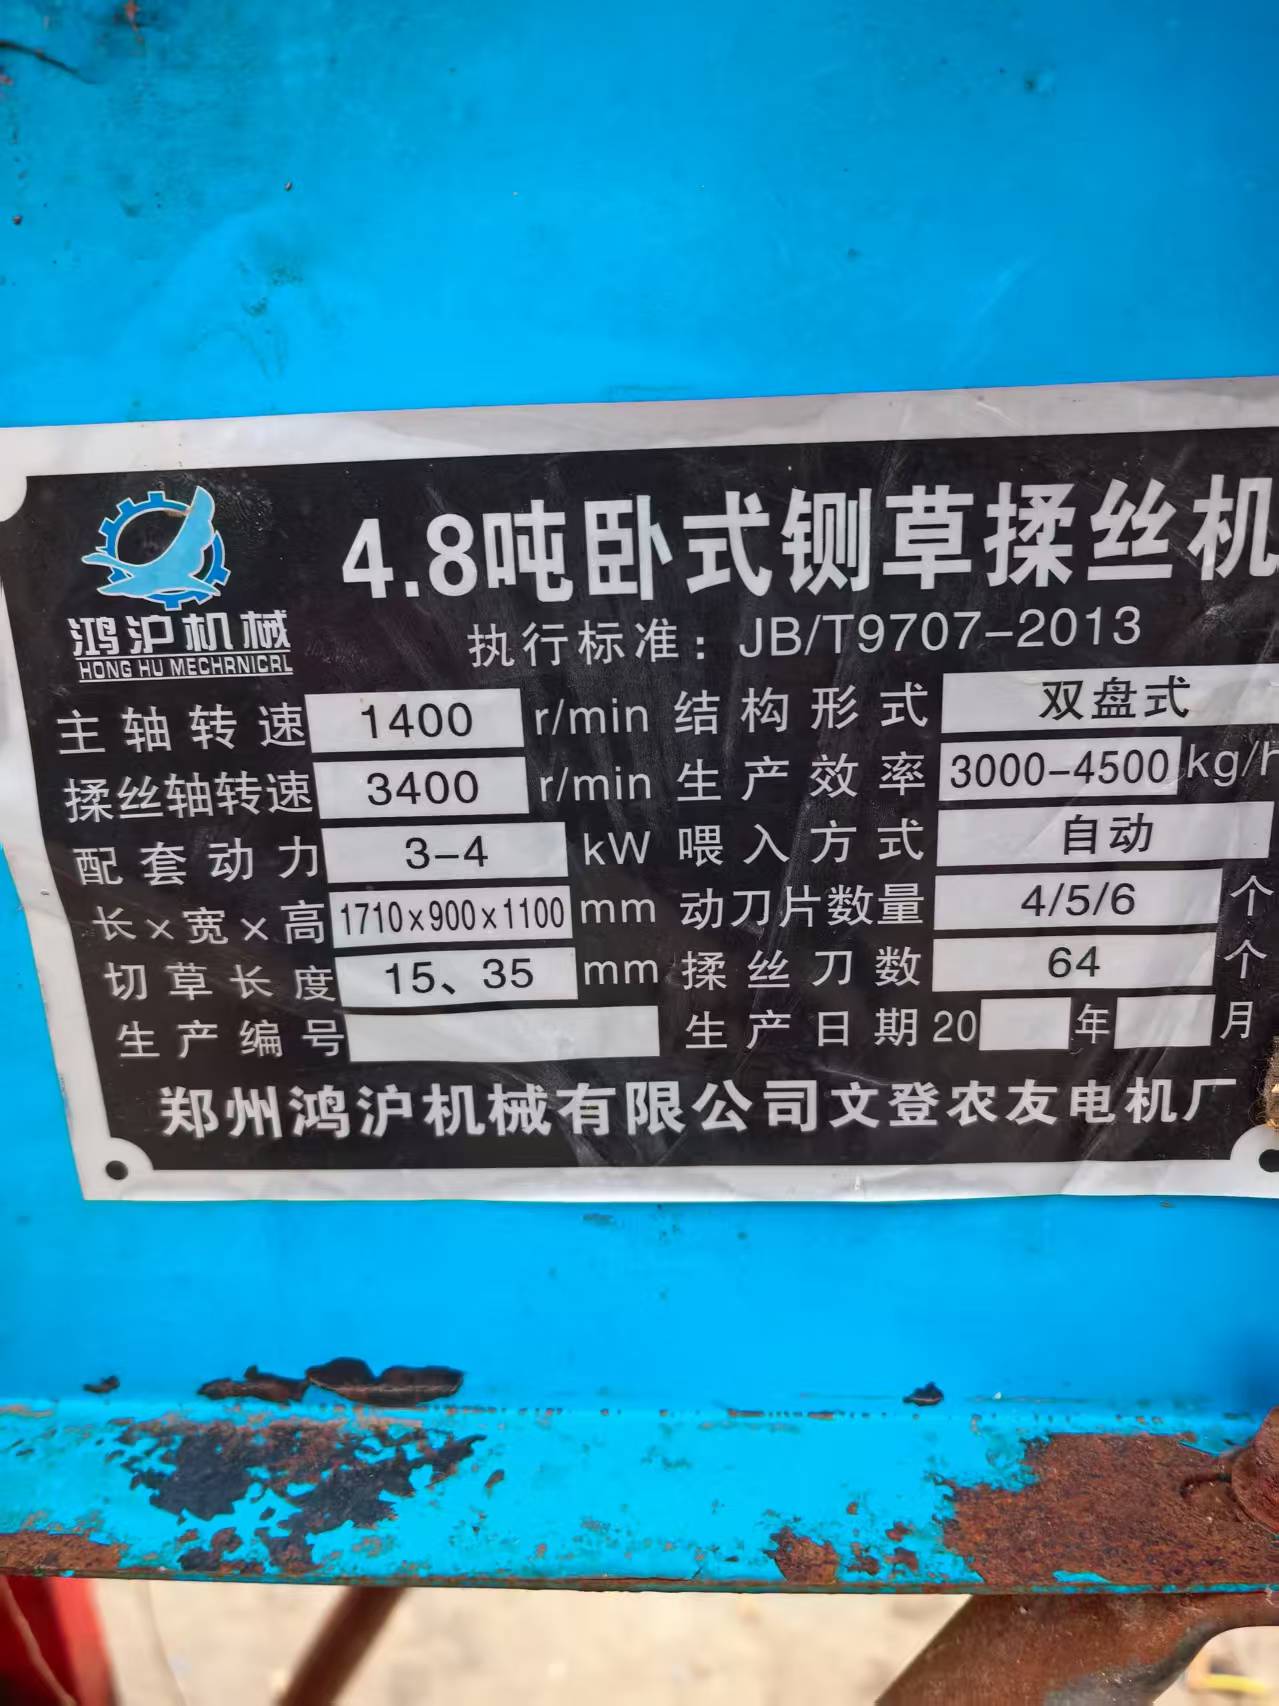 4.8吨卧式铡草揉丝机
鸿沪机械
HONG HU MECHRNICRL
执行标准：JB/T9707-2013
主轴转速 1400 r/min 结构形式 双盘式
揉丝轴转速 3400 r/min 生产效率 3000-4500 kg/h
配套动力 3-4 kW 喂入方式 自动
长×宽×高 1710×900×1100 mm 动刀片数量 4/5/6 个
切草长度 15、35 mm 揉丝刀数 64 个
生产编号 生产日期 20 年 月
郑州鸿沪机械有限公司文登农友电机厂